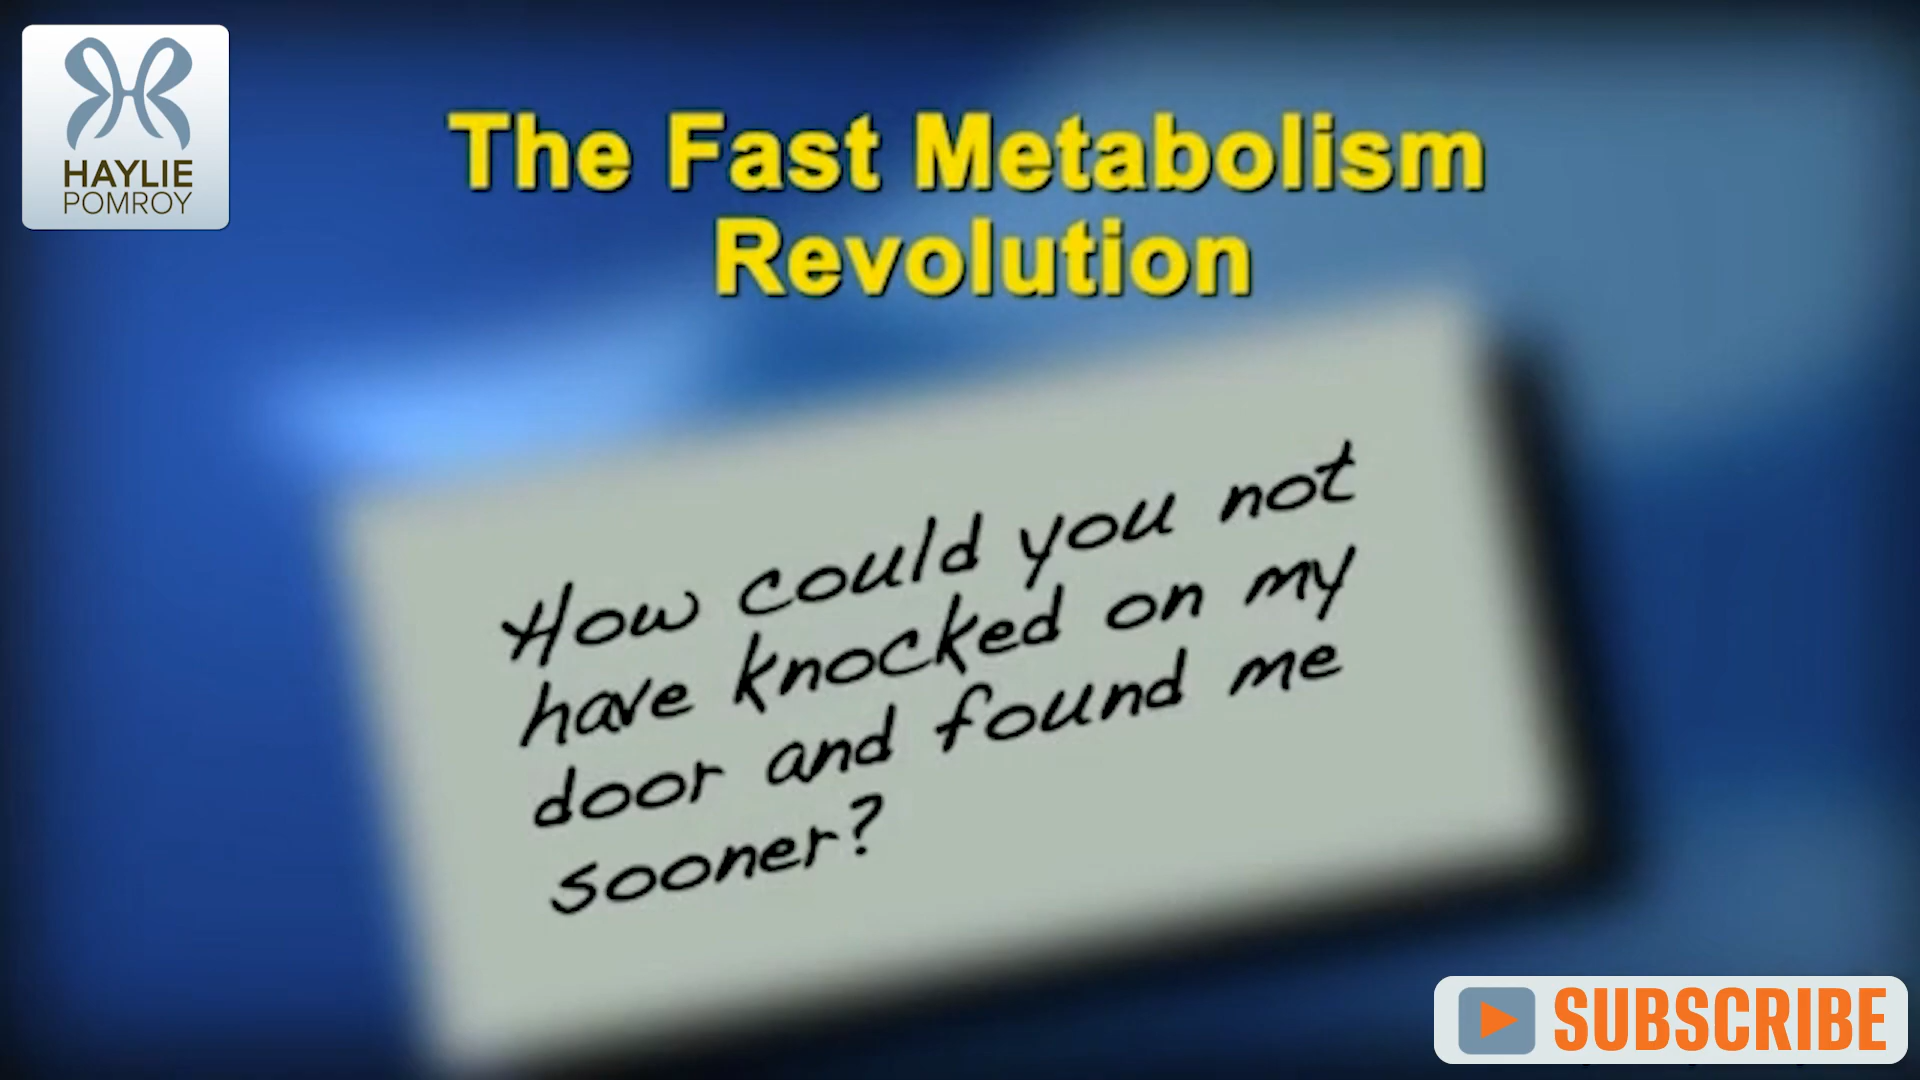 HAYLIE
POMROY
The Fast Metabolism
Revolution
How could you not
have knocked on my
door and found me
sooner?
SUBSCRIBE